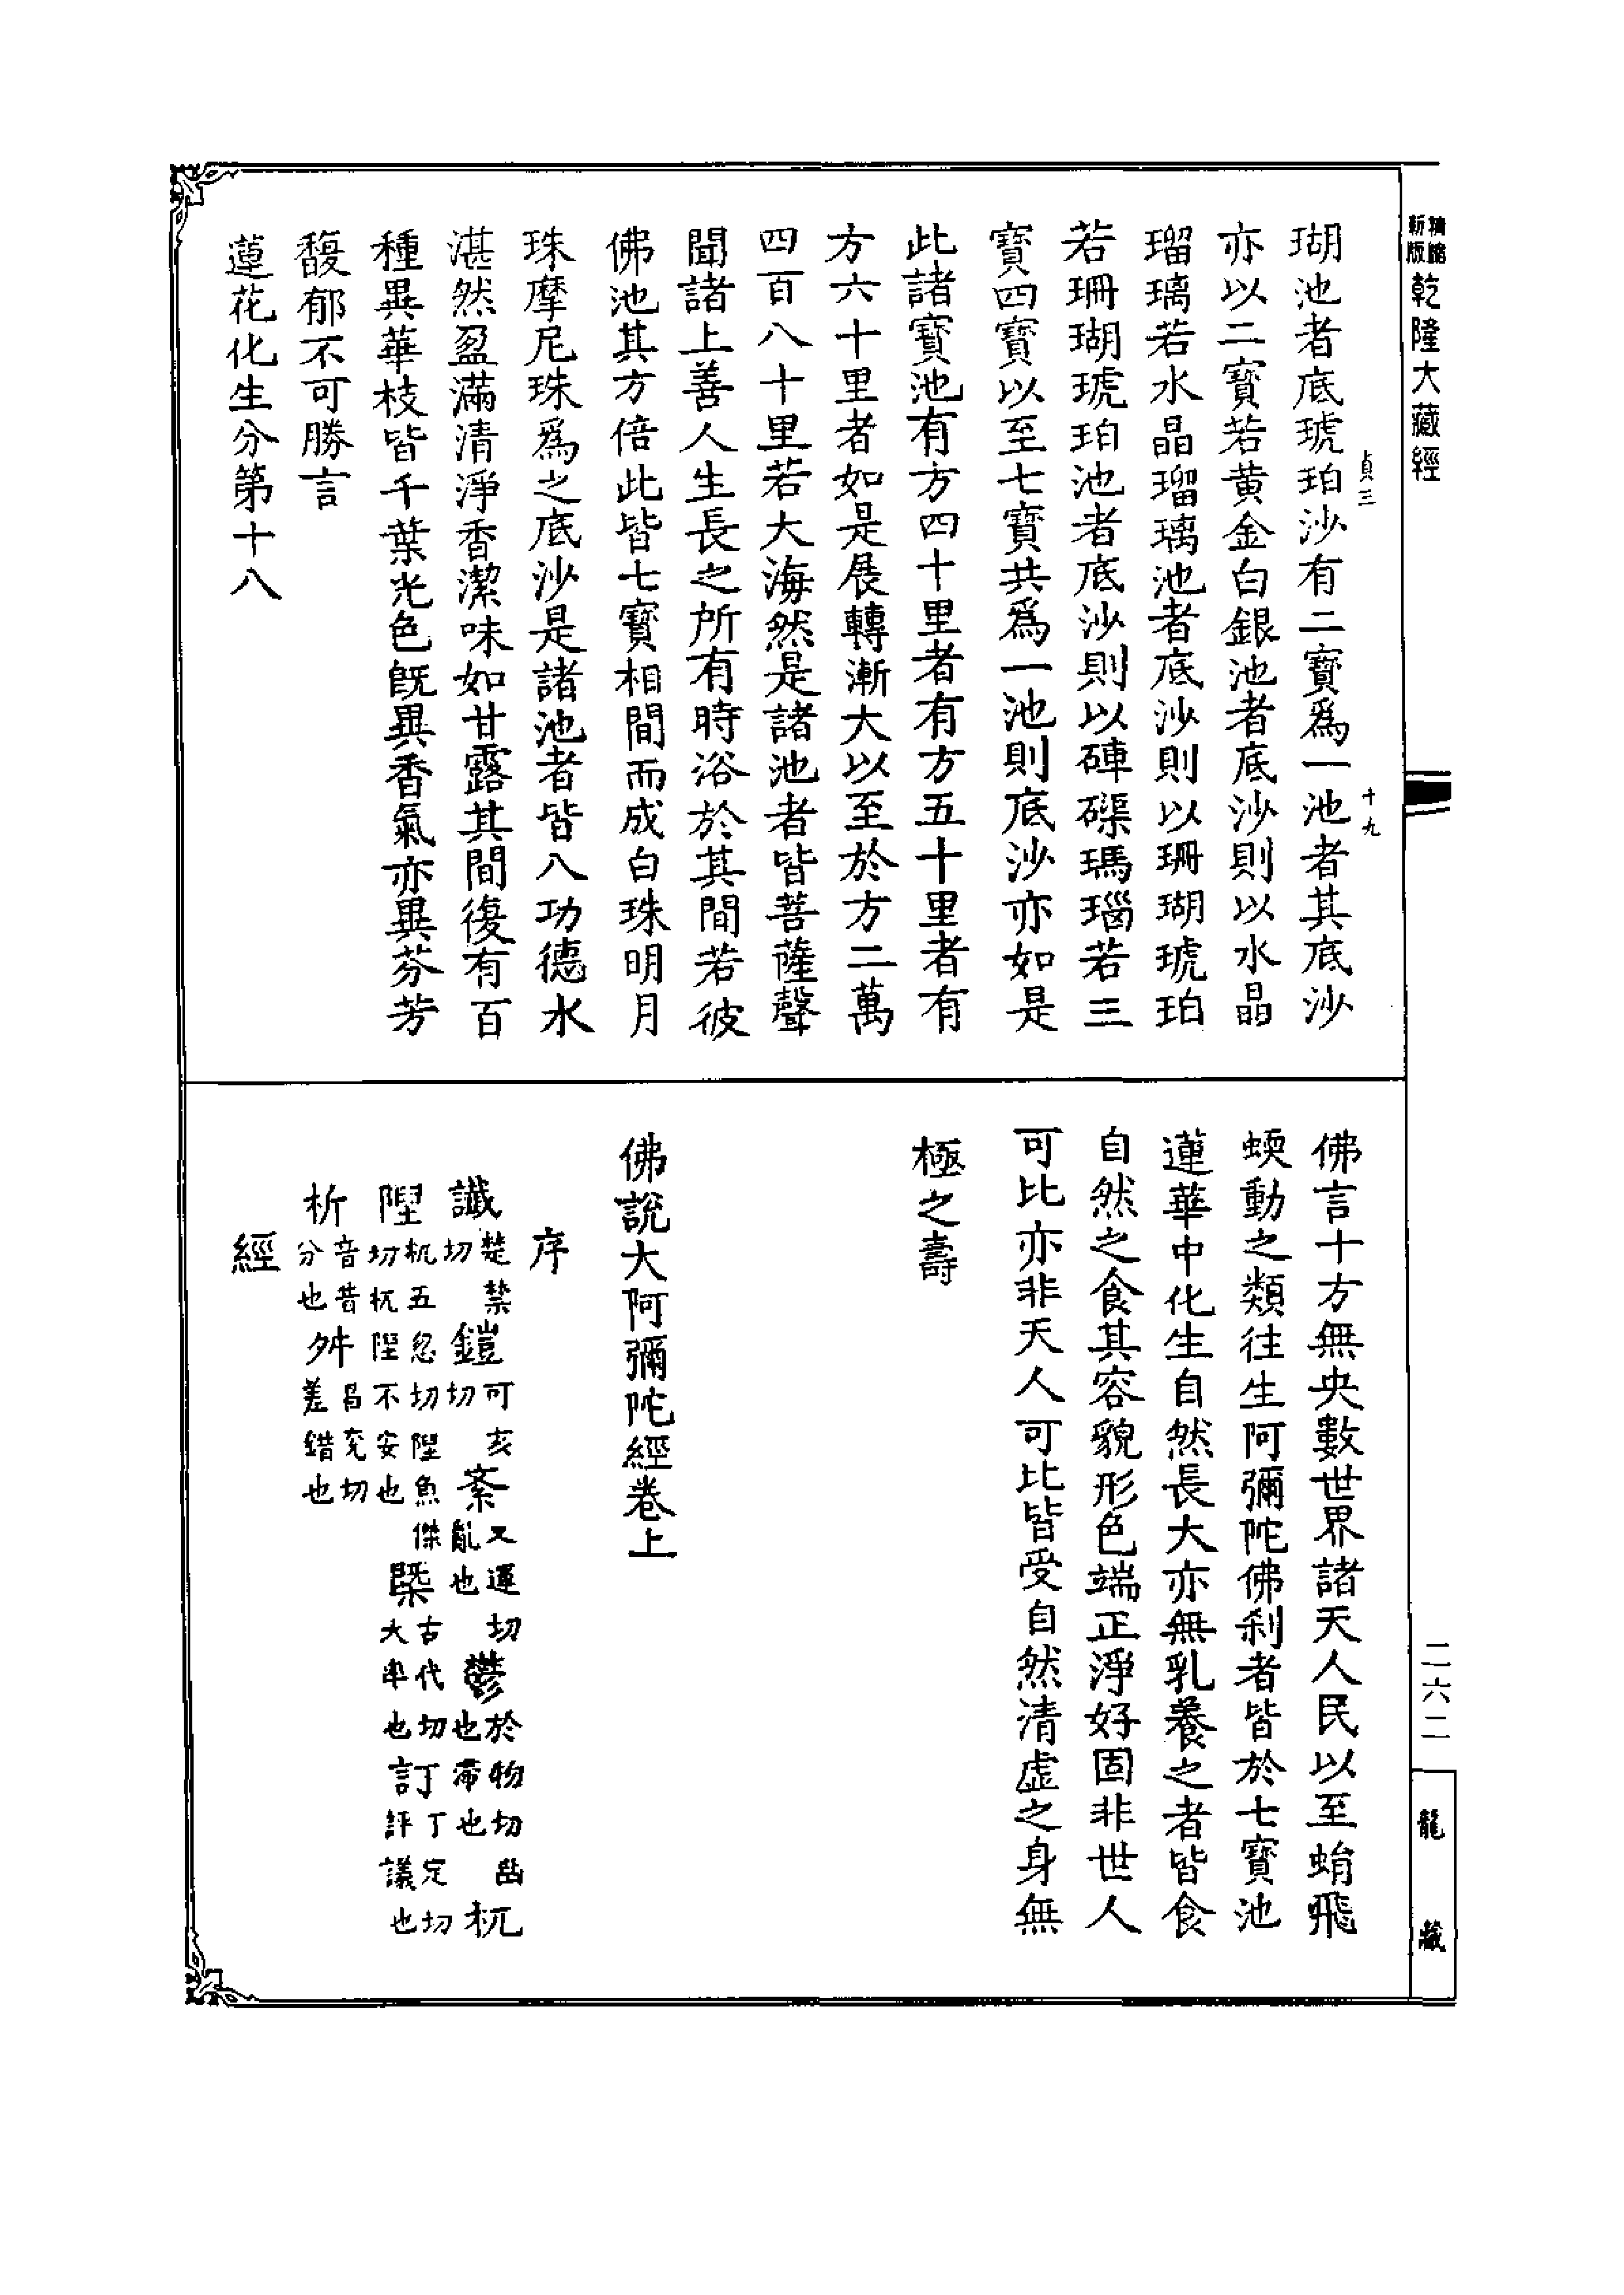 新版精縮乾隆大藏經
貞三
十九
瑚池者底琥珀沙有二寶爲一池者其底沙
亦以二寶若黄金白銀池者底沙則以水晶
瑠璃若水晶瑠璃池者底沙則以珊瑚琥珀
若珊瑚琥珀池者底沙則以硨磲瑪瑙若三
寶四寶以至七寶共爲一池則底沙亦如是
此諸寶池有方四十里者有方五十里者有
方六十里者如是展轉漸大以至於方二萬
四百八十里若大海然是諸池者皆菩薩聲
聞諸上善人生長之所有時浴於其間若彼
佛池其方倍此皆七寶相間而成白珠明月
珠摩尼珠爲之底沙是諸池者皆八功德水
湛然盈滿清淨香潔味如甘露其間復有百
種異華枝皆千葉光色旣異香氣亦異芬芳
馥郁不可勝言
蓮花化生分第十八
佛言十方無央數世界諸天人民以至蜎飛
蝡動之類往生阿彌陀佛刹者皆於七寶池
蓮華中化生自然長大亦無乳養之者皆食
自然之食其容貌形色端正淨好固非世人
可比亦非天人可比皆受自然清虛之身無
極之壽
佛說大阿彌陀經卷上
序
讖楚禁切鎧可亥切紊文運切亂也鬱於物切幽也滯也杌
隉杌五忽切隉魚傑切杌隉不安也槩古代切大率也訂丁定切評議也
析音昔分也舛昌兖切差錯也
經
二六二
龍藏